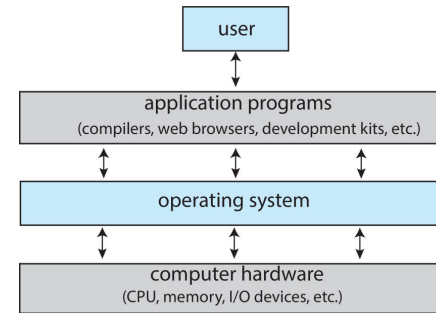 user
application programs
(compilers, web browsers, development kits, etc.)
operating system
computer hardware
(CPU, memory, I/O devices, etc.)